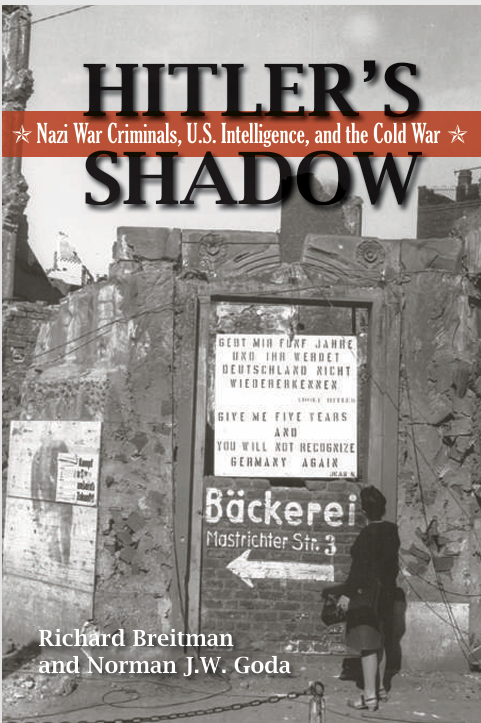 HITLER'S
Nazi War Criminals, U.S. Intelligence, and the Cold War
SHADOW
GEBT MIR FÜNF JAHRE
UND IHR WERDET
DEUTSCHLAND NICHT
WIEDERERKENNEN
ADOLF HITLER
GIVE ME FIVE YEARS
AND
YOU WILL NOT RECOGNIZE
GERMANY AGAIN
Kampf
Bäckerei
Mastrichter Str. 3
Richard Breitman
and Norman J.W. Goda